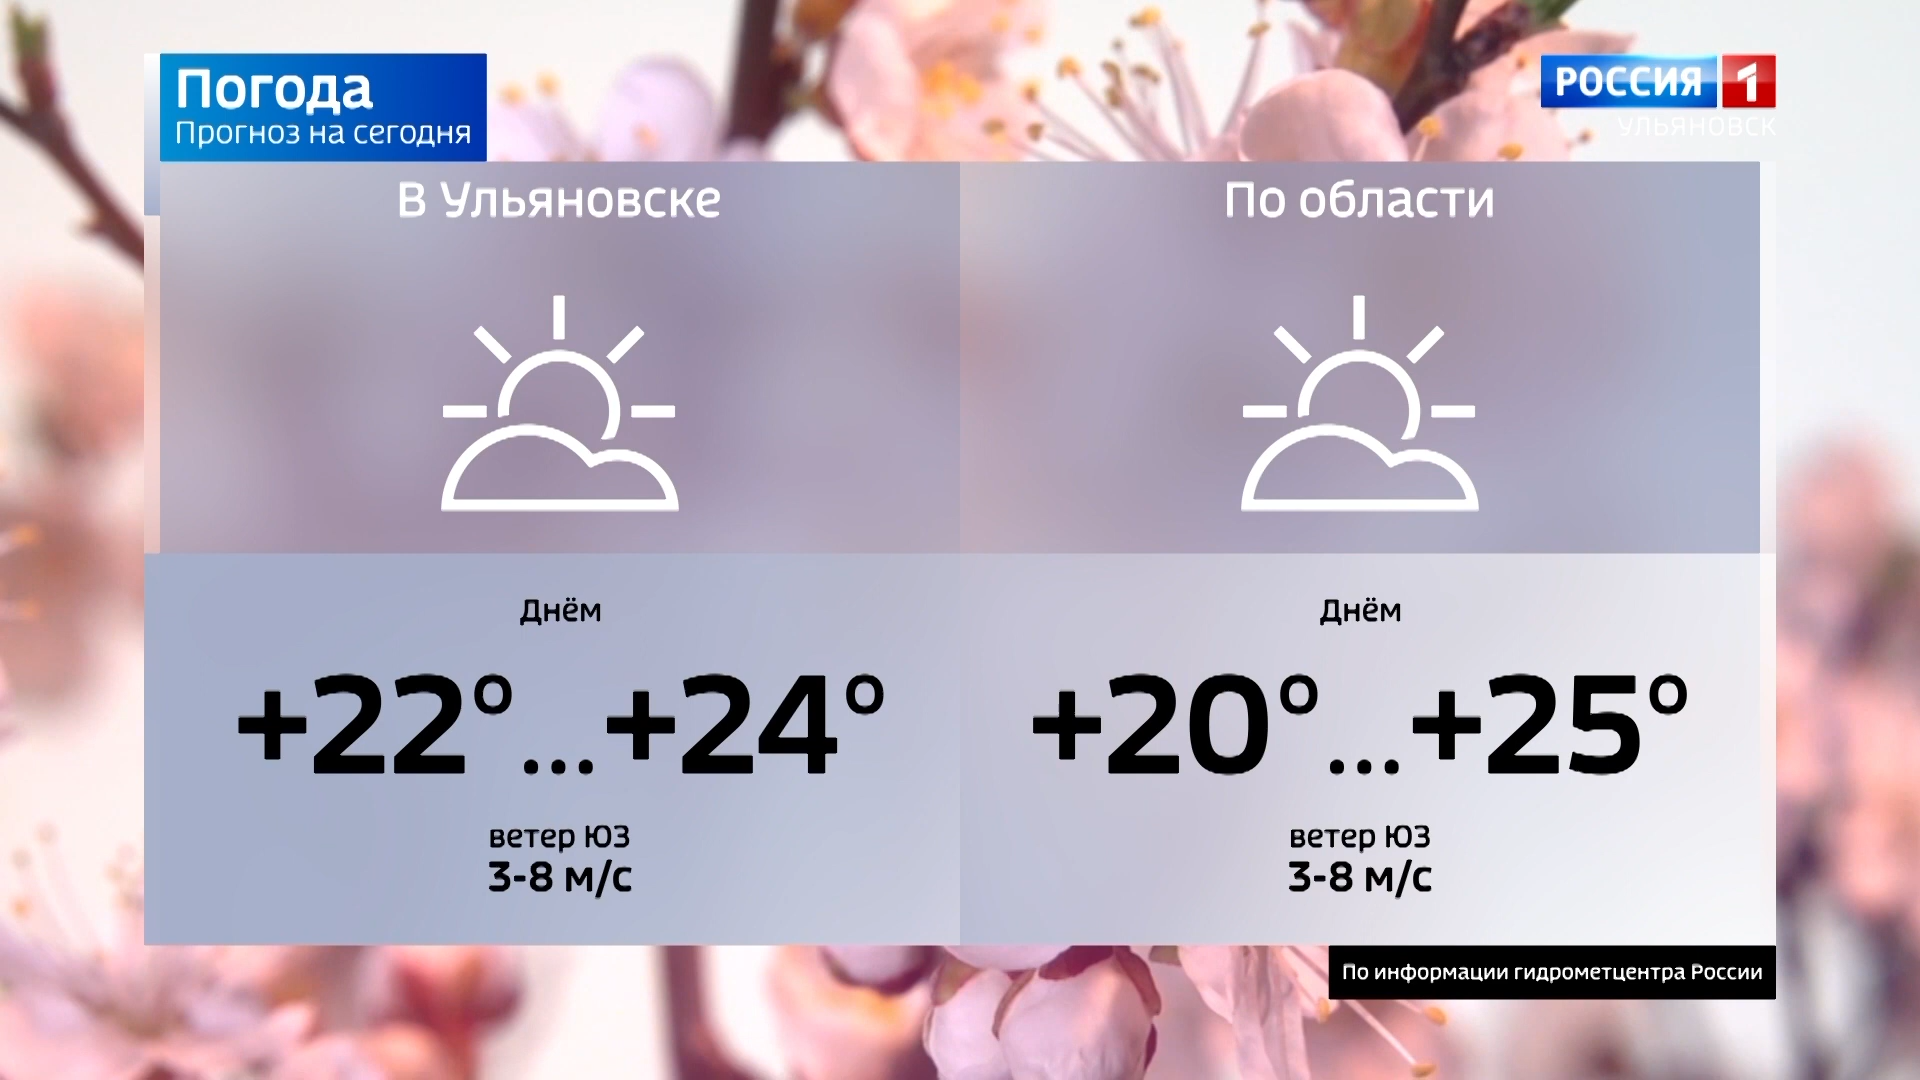 Погода
Прогноз на сегодня
РОССИЯ 1
УЛЬЯНОВСК
В Ульяновске
По области
Днём
+22°...+24°
ветер ЮЗ
3-8 м/с
Днём
+20°...+25°
ветер ЮЗ
3-8 м/с
По информации гидрометцентра России